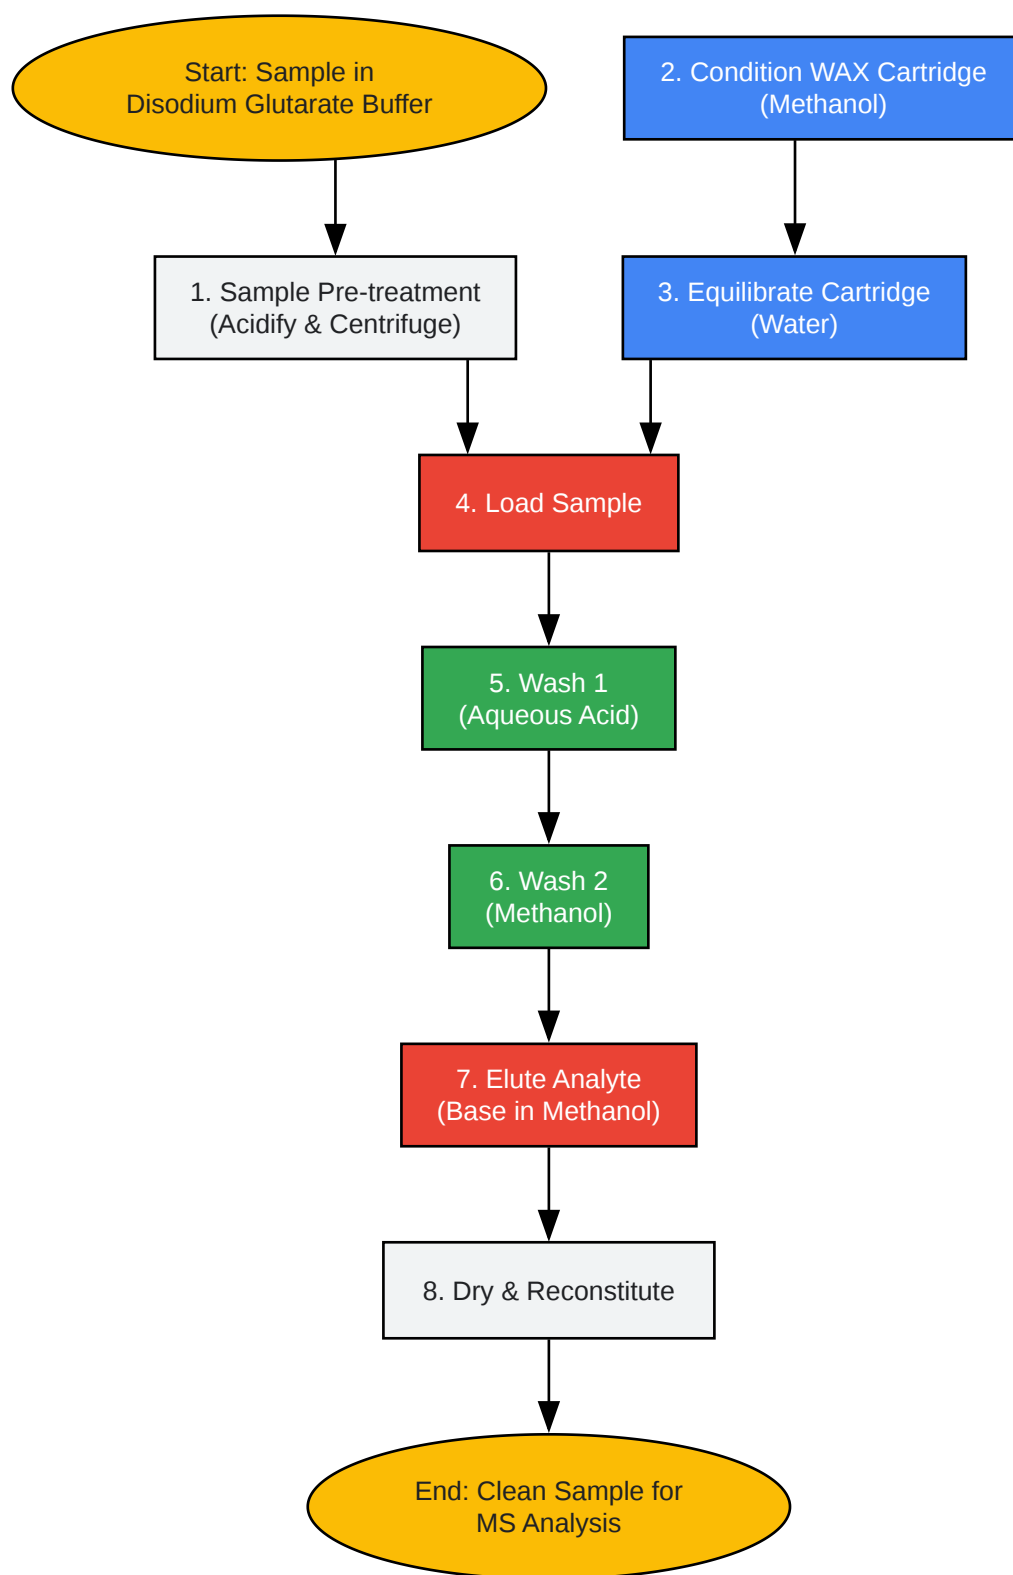 Start: Sample in
Disodium Glutarate Buffer
2. Condition WAX Cartridge
(Methanol)
1. Sample Pre-treatment
(Acidify & Centrifuge)
3. Equilibrate Cartridge
(Water)
4. Load Sample
5. Wash 1
(Aqueous Acid)
6. Wash 2
(Methanol)
7. Elute Analyte
(Base in Methanol)
8. Dry & Reconstitute
End: Clean Sample for
MS Analysis